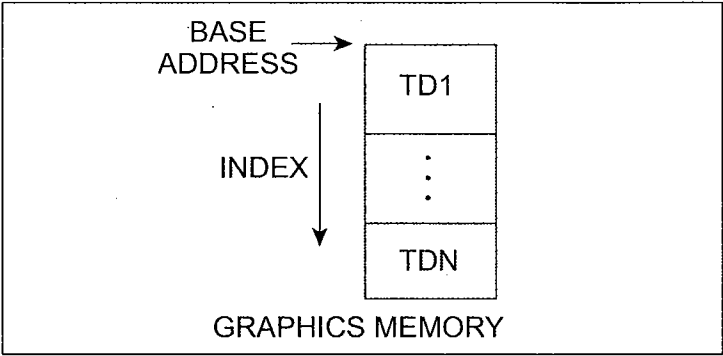 BASE
ADDRESS
TD1
INDEX
TDN
GRAPHICS MEMORY